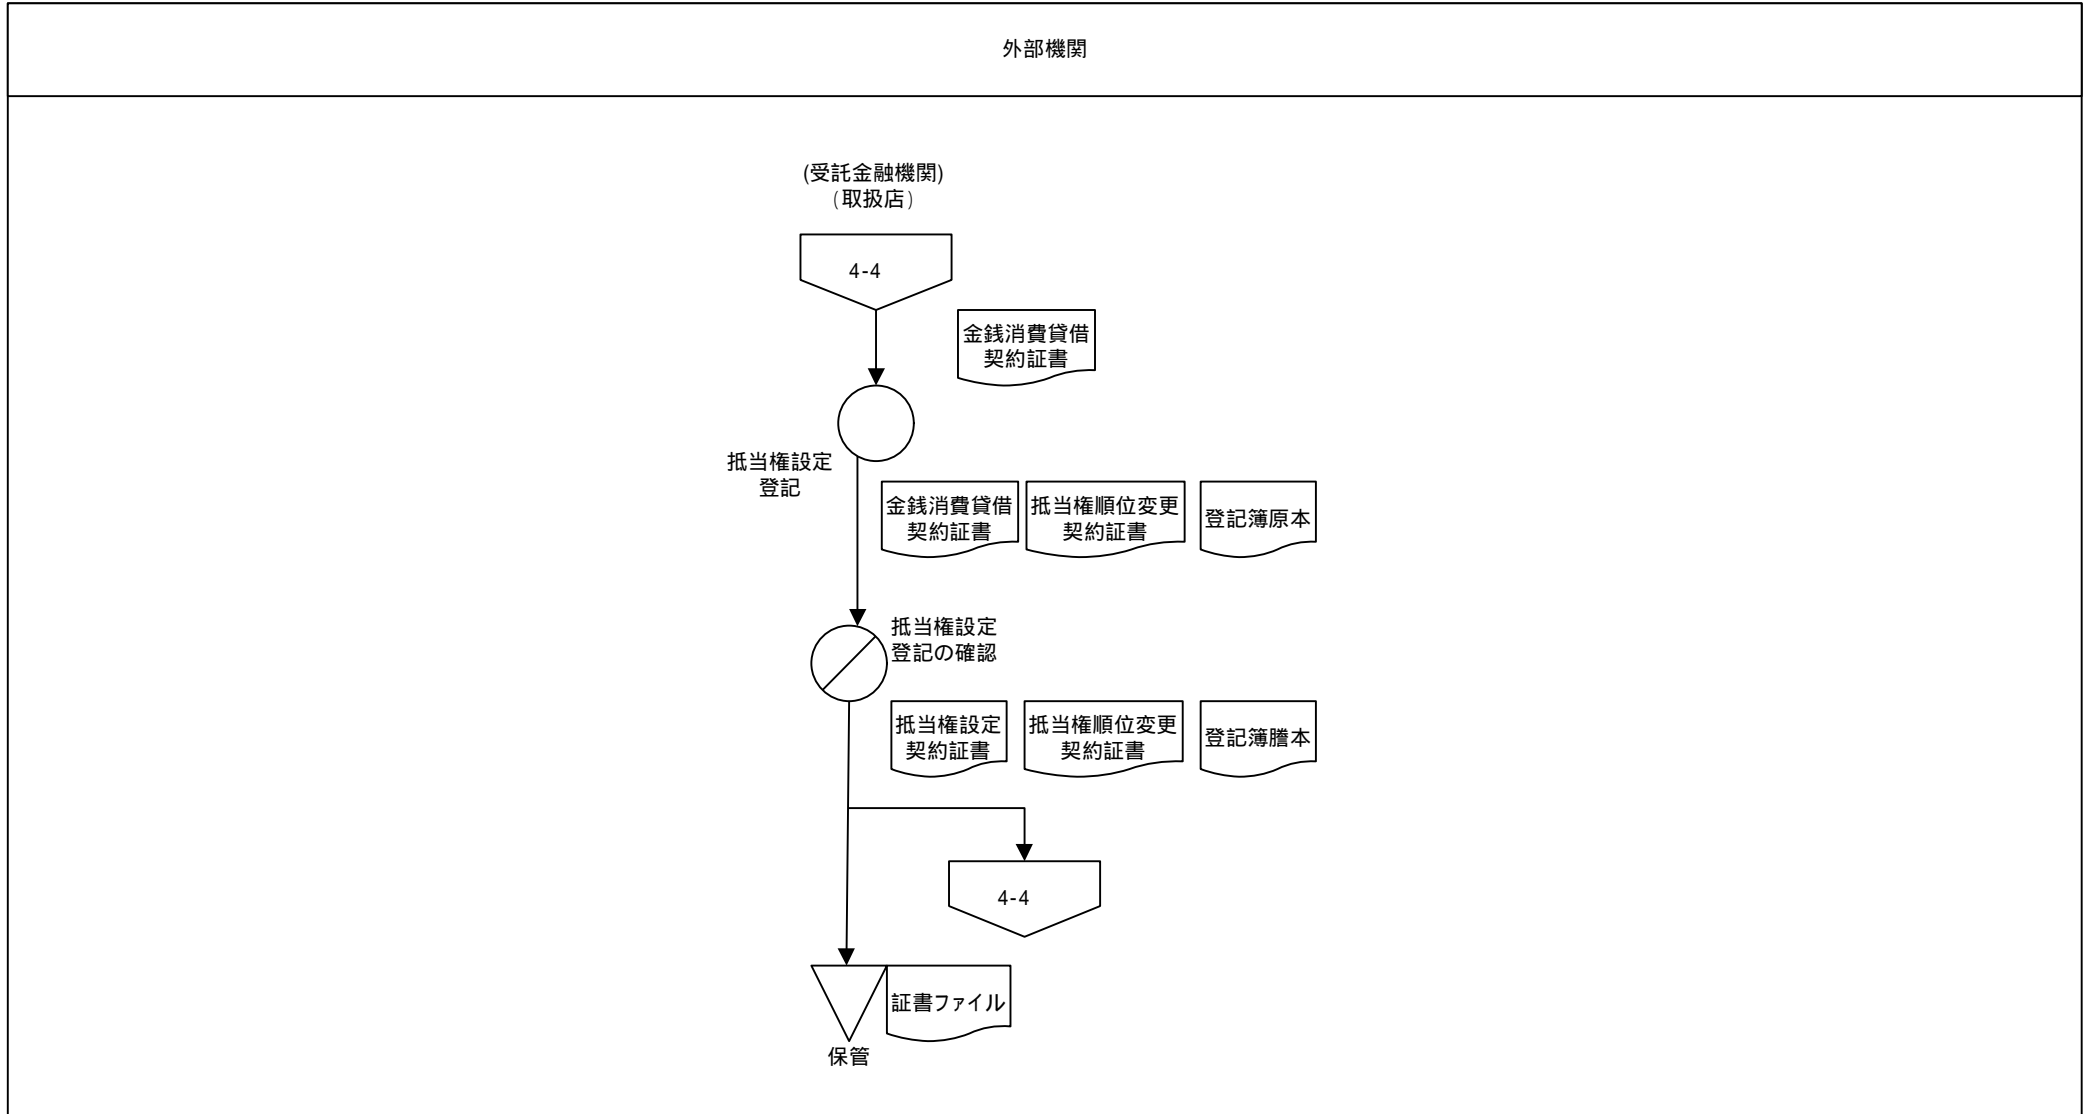 外部機関
(受託金融機関)
(取扱店)
4-4
金銭消費貸借
契約証書
抵当権設定
登記
金銭消費貸借
契約証書
抵当権順位変更
契約証書
登記簿原本
抵当権設定
登記の確認
抵当権設定
契約証書
抵当権順位変更
契約証書
登記簿謄本
4-4
証書ファイル
保管